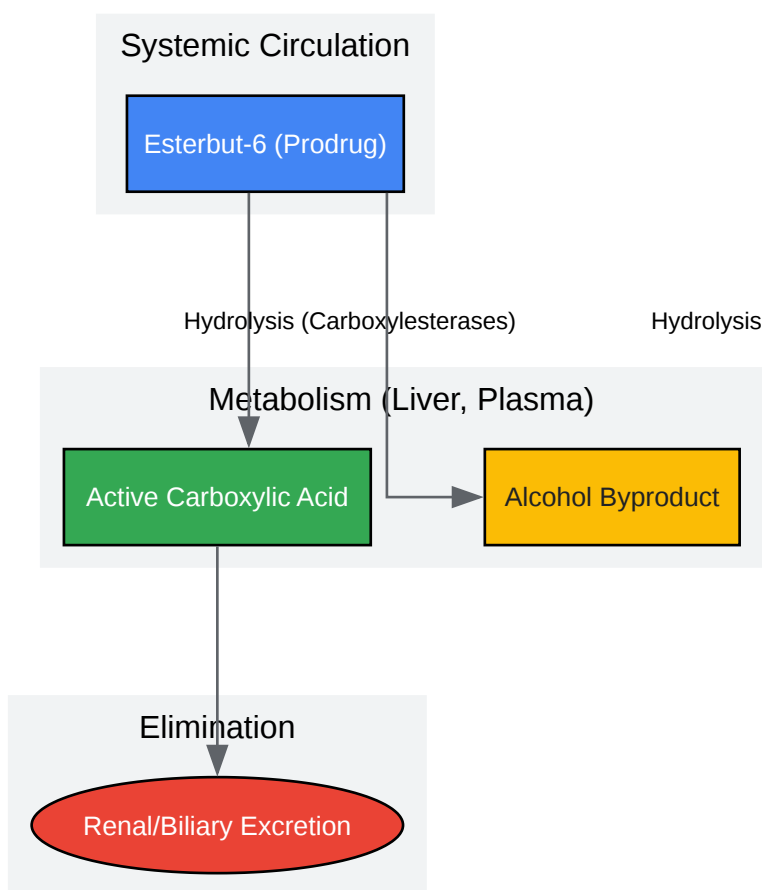 Systemic Circulation
Esterbut-6 (Prodrug)
Hydrolysis (Carboxylesterases)
Hydrolysis
Metabolism (Liver, Plasma)
Active Carboxylic Acid
Alcohol Byproduct
Elimination
Renal/Biliary Excretion